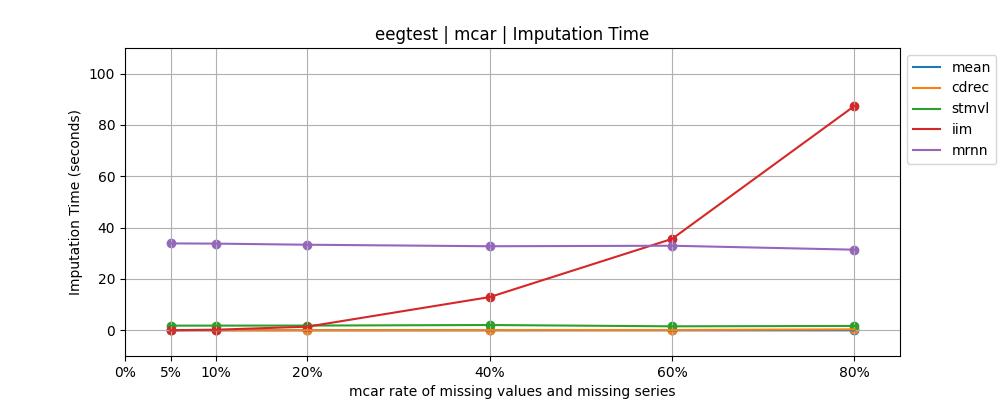 eegtest | mcar | Imputation Time
Imputation Time (seconds)
100
80
60
40
20
0
0% 5% 10% 20% 40% 60% 80%
mcar rate of missing values and missing series
mean
cdrec
stmvl
iim
mrnn